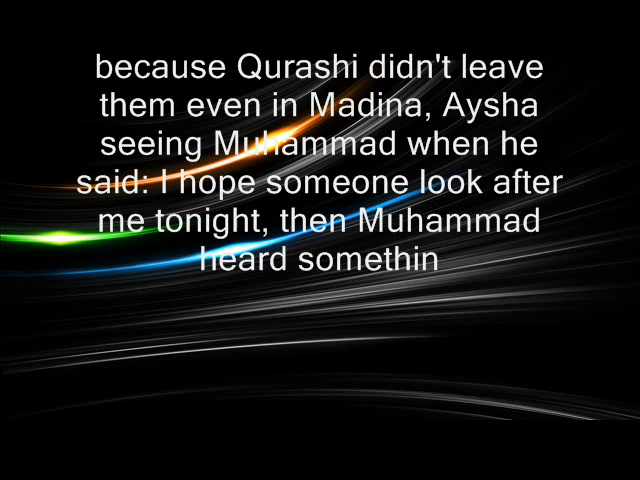 because Qurashi didn't leave
them even in Madina, Aysha
seeing Muhammad when he
said: I hope someone look after
me tonight, then Muhammad
heard somethin